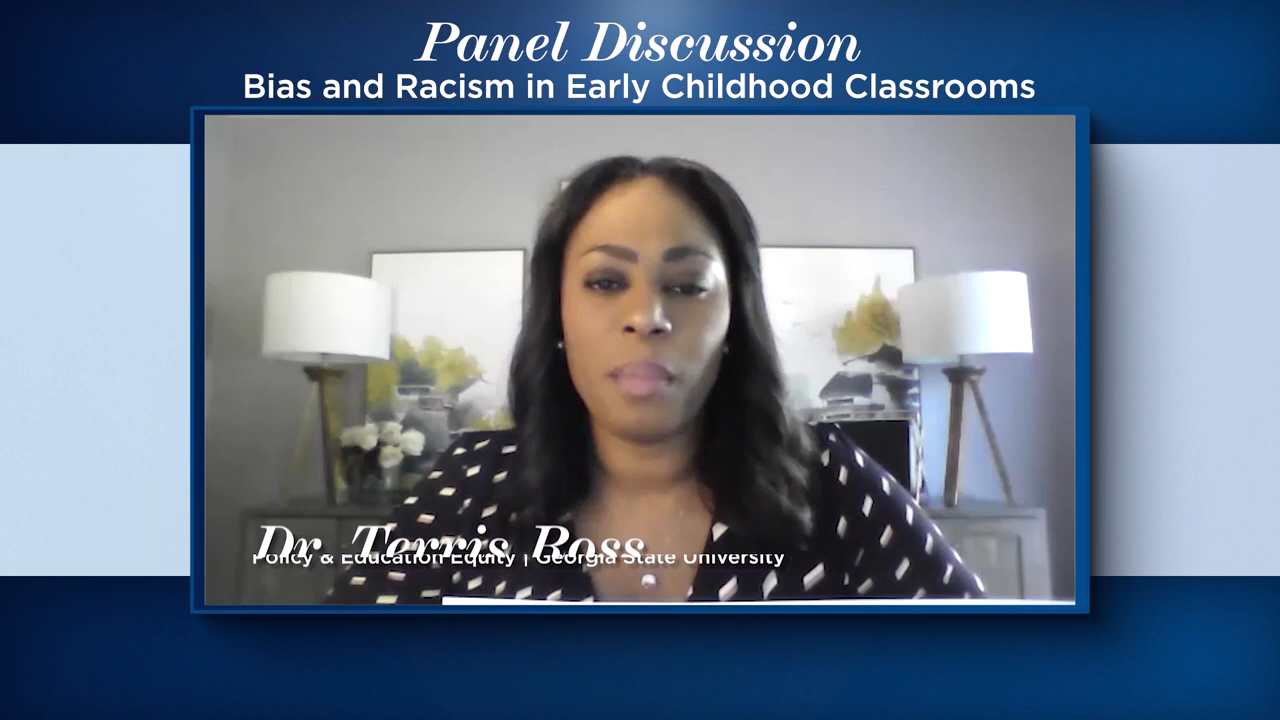 Panel Discussion
Bias and Racism in Early Childhood Classrooms
Dr. Terris Ross
Policy & Education Equity | Georgia State University